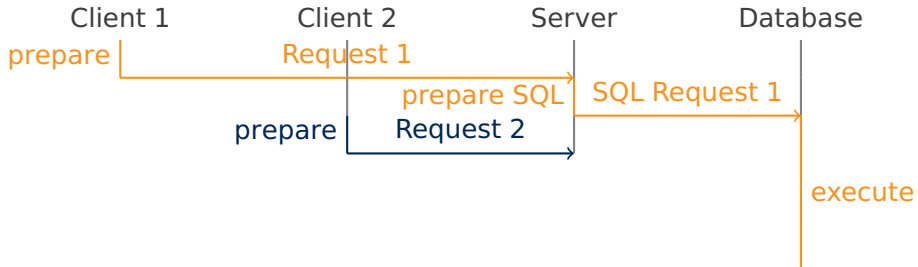 Client 1
Client 2
Server
Database
prepare
Request 1
prepare SQL
SQL Request 1
prepare
Request 2
execute